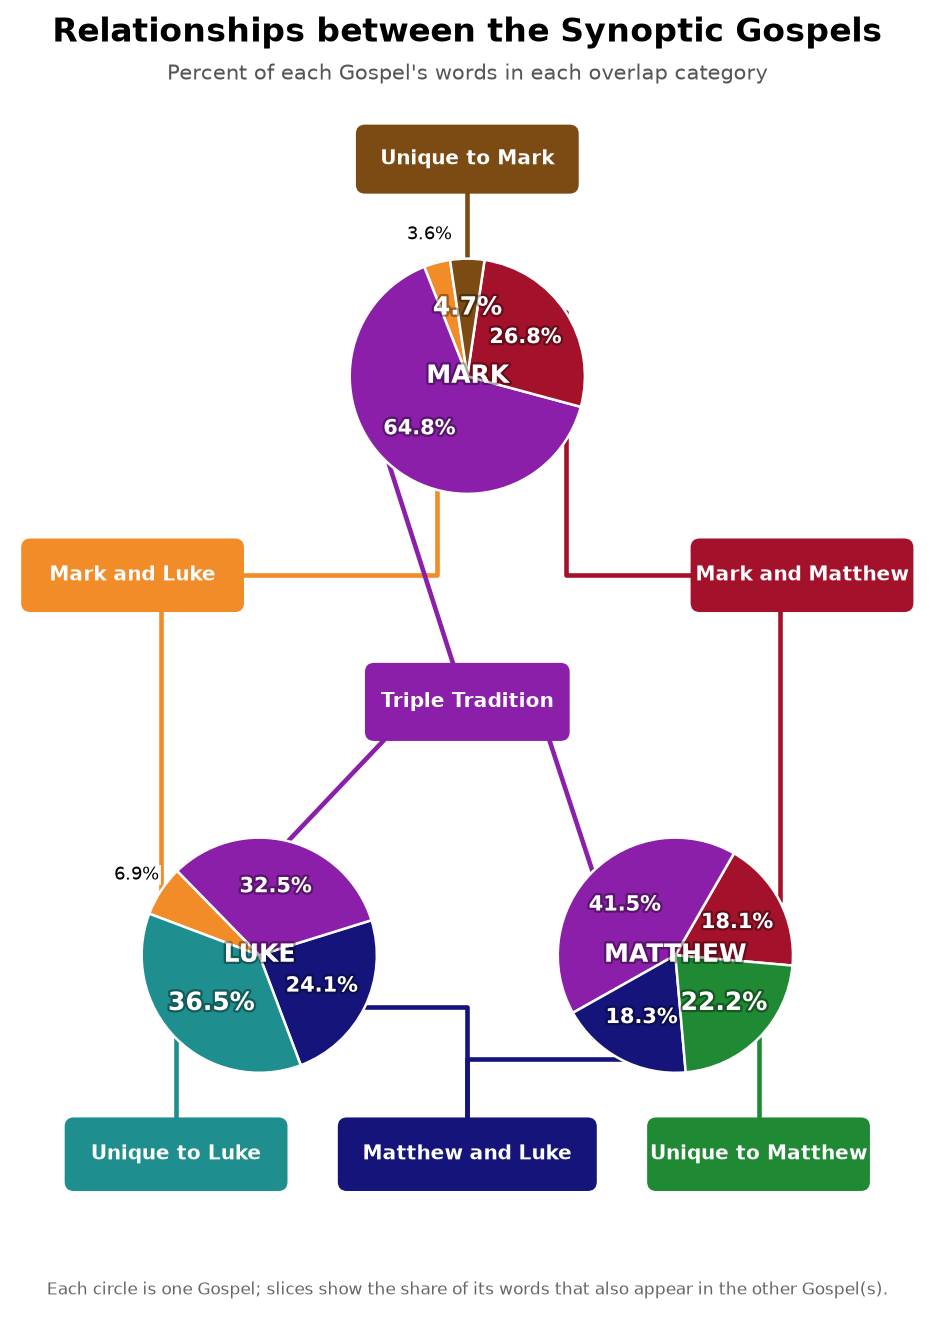 Relationships between the Synoptic Gospels
Percent of each Gospel's words in each overlap category
Unique to Mark
3.6%
4.7%
26.8%
MARK
64.8%
Mark and Luke
Mark and Matthew
Triple Tradition
6.9%
32.5%
LUKE
24.1%
36.5%
41.5%
18.1%
MATTHEW
18.3%
22.2%
Unique to Luke
Matthew and Luke
Unique to Matthew
Each circle is one Gospel; slices show the share of its words that also appear in the other Gospel(s).